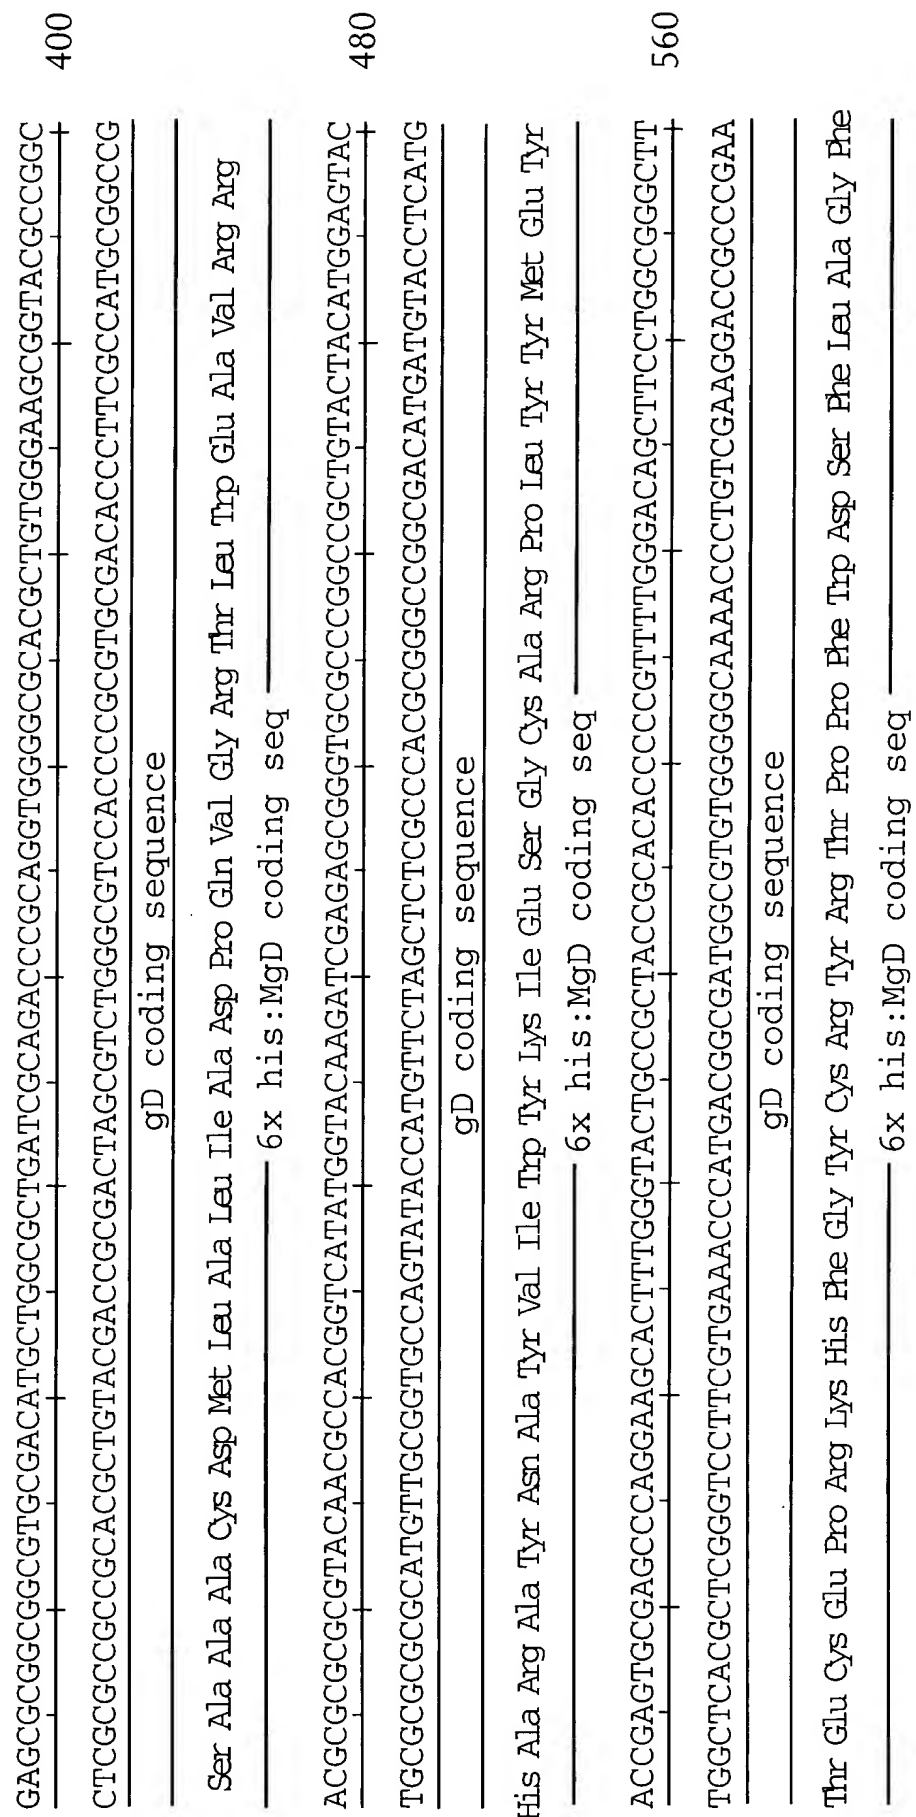 GAGCGCGGCGGCGTGCGACATGCTGGCGCTGATCGCAGACCCGCAGGTGGGGCGCACGCTGTGGGAAGCGGTACGCCGGC
400
CTCGCGCCGCCGCACGCTGTACGACCGCGACTAGCGTCTGGGCGTCCACCCCGCGTGCGACACCCTTCGCCATGCGGCCG
gD coding sequence
Ser Ala Ala Ala Cys Asp Met Leu Ala Leu Ile Ala Asp Pro Gln Val Gly Arg Thr Leu Trp Glu Ala Val Arg Arg
6x his:MgD coding seq
ACGCGCGCGCGTACAACGCCACGGTCATATGGTACAAGATCGAGAGCGGGTGCGCCCGGCCGCTGTACTACATGGAGTAC
480
TGCGCGCGCGCATGTTGCGGTGCCAGTATACCATGTTCTAGCTCTCGCCCACGCGGGCCGGCGACATGATGTACCTCATG
gD coding sequence
His Ala Arg Ala Tyr Asn Ala Tyr Val Ile Trp Tyr Lys Ile Glu Ser Gly Cys Ala Arg Pro Leu Tyr Tyr Met Glu Tyr
6x his:MgD coding seq
ACCGAGTGCGAGCCCAGGAAGCACTTTGGGTACTGCCGCTACCGCACACCCCCGTTTTGGGACAGCTTCCTGGCGGGCTT
560
TGGCTCACGCTCGGGTCCTTCGTGAAACCCATGACGGCGATGGCGTGTGGGGGCAAAACCCTGTCGAAGGACCGCCCGAA
gD coding sequence
Thr Glu Cys Glu Pro Arg Lys His Phe Gly Tyr Cys Arg Tyr Arg Thr Pro Pro Phe Trp Asp Ser Phe Leu Ala Gly Phe
6x his:MgD coding seq